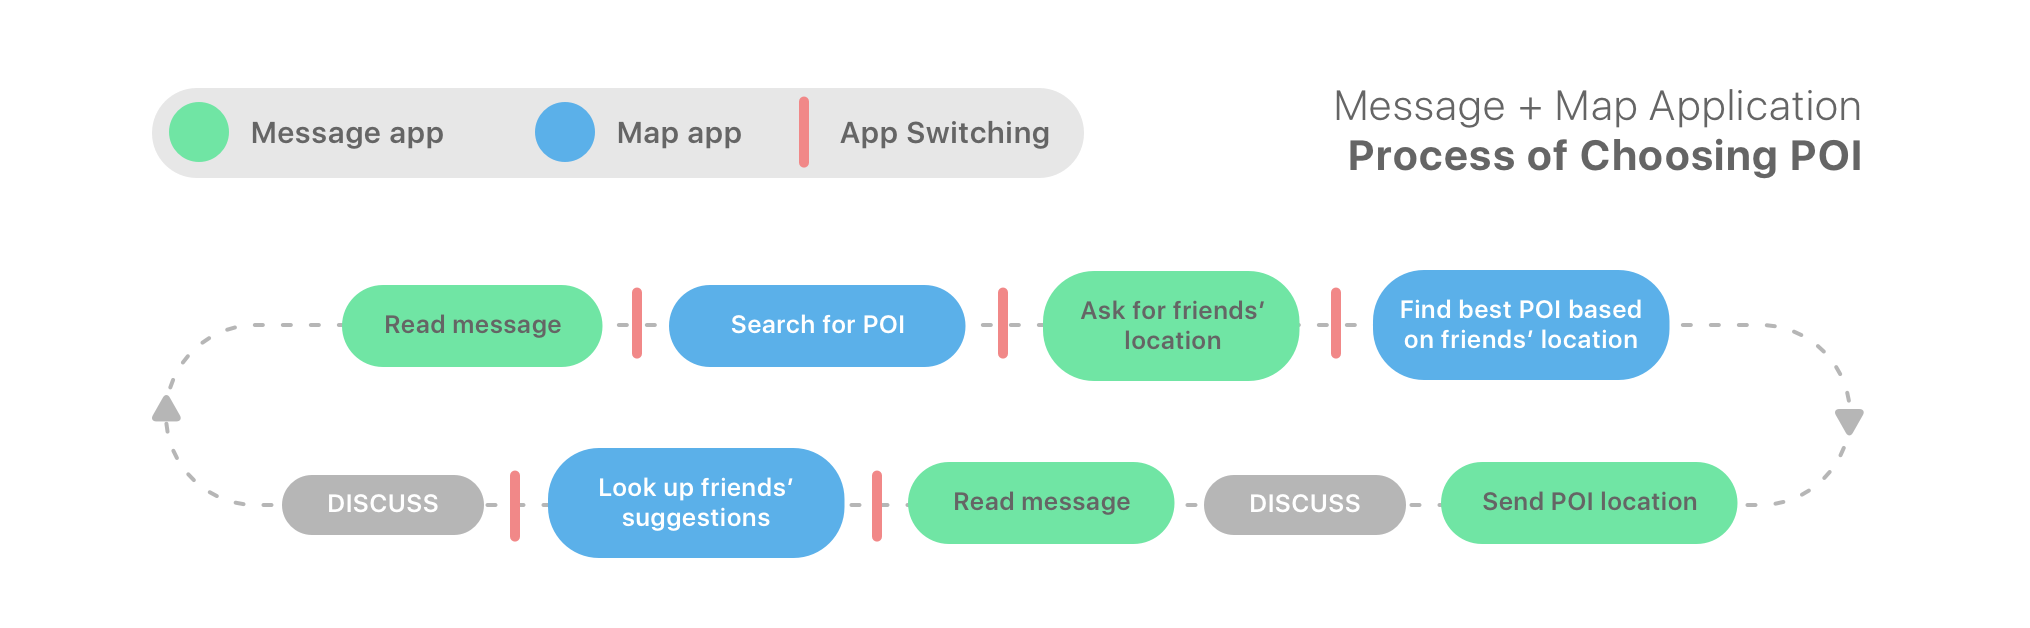 Message app
Map app
App Switching
Message + Map Application
Process of Choosing POI
Read message
Search for POI
Ask for friends’
location
Find best POI based
on friends’ location
DISCUSS
Look up friends’
suggestions
Read message
DISCUSS
Send POI location